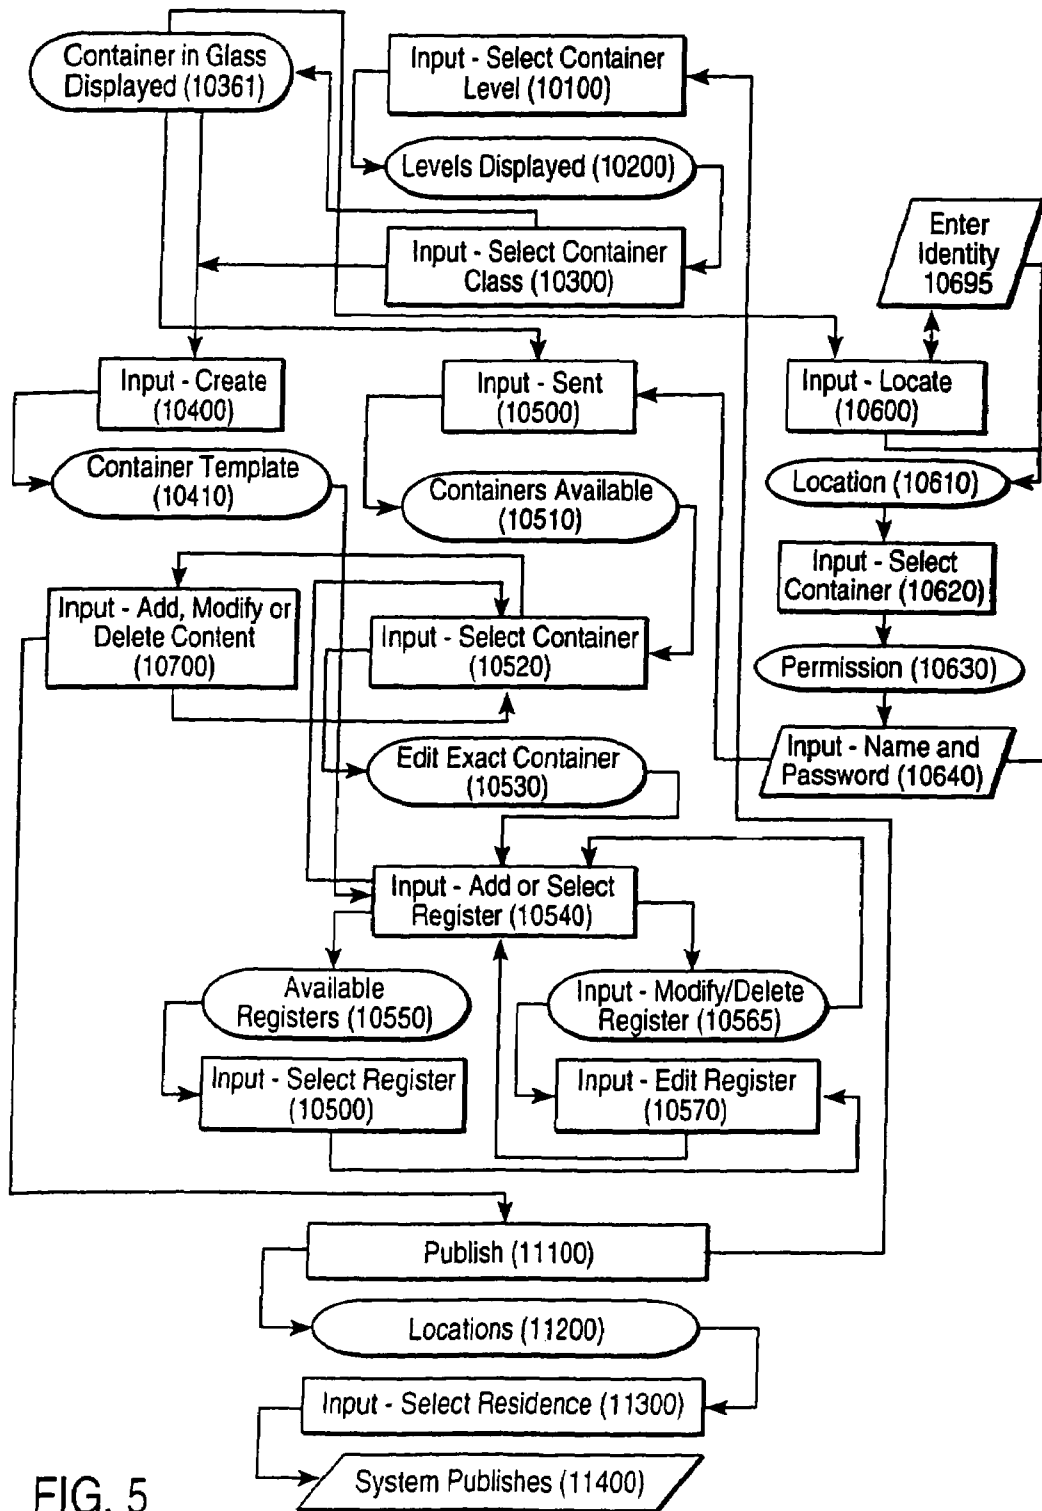 Container in Glass
Displayed (10361)
Input - Select Container
Level (10100)
Levels Displayed (10200)
Input - Select Container
Class (10300)
Enter
Identity
10695
Input - Create
(10400)
Input - Sent
(10500)
Input - Locate
(10600)
Container Template
(10410)
Containers Available
(10510)
Location (10610)
Input - Select
Container (10620)
Input - Add, Modify or
Delete Content
(10700)
Input - Select Container
(10520)
Permission (10630)
Input - Name and
Password (10640)
Edit Exact Container
(10530)
Input - Add or Select
Register (10540)
Available
Registers (10550)
Input - Modify/Delete
Register (10565)
Input - Select Register
(10500)
Input - Edit Register
(10570)
Publish (11100)
Locations (11200)
Input - Select Residence (11300)
System Publishes (11400)
FIG. 5